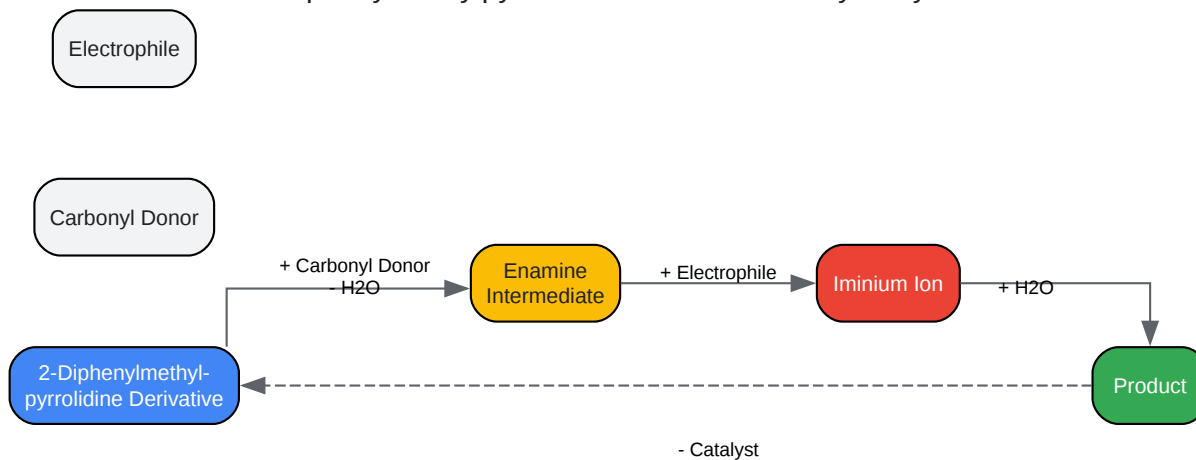 Electrophile
Carbonyl Donor
+ Carbonyl Donor
- H2O
Enamine
Intermediate
+ Electrophile
Iminium Ion
+ H2O
2-Diphenylmethyl-
pyrrolidine Derivative
Product
- Catalyst